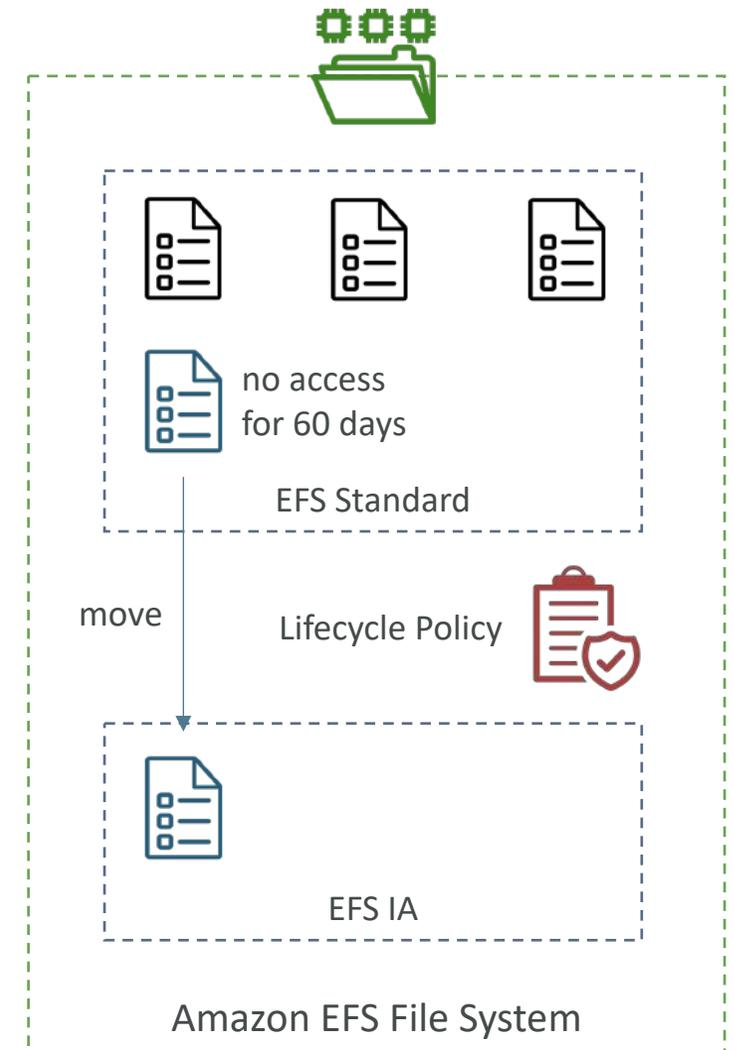 no access
for 60 days
EFS Standard
move
Lifecycle Policy
EFS IA
Amazon EFS File System